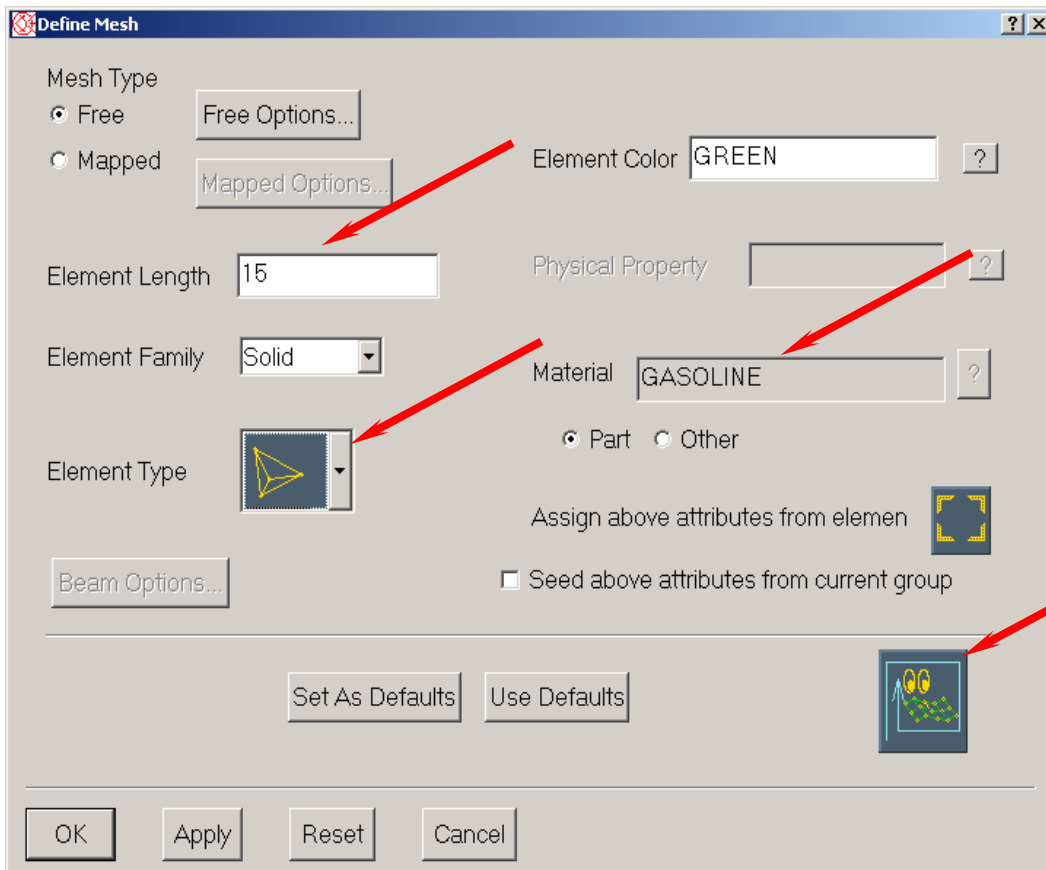 Define Mesh
Mesh Type
Free
Free Options...
Mapped
Mapped Options...
Element Color GREEN ?
Element Length 15
Physical Property ?
Element Family Solid
Material GASOLINE ?
Part Other
Element Type
Assign above attributes from elemen
Beam Options...
Seed above attributes from current group
Set As Defaults Use Defaults
OK Apply Reset Cancel